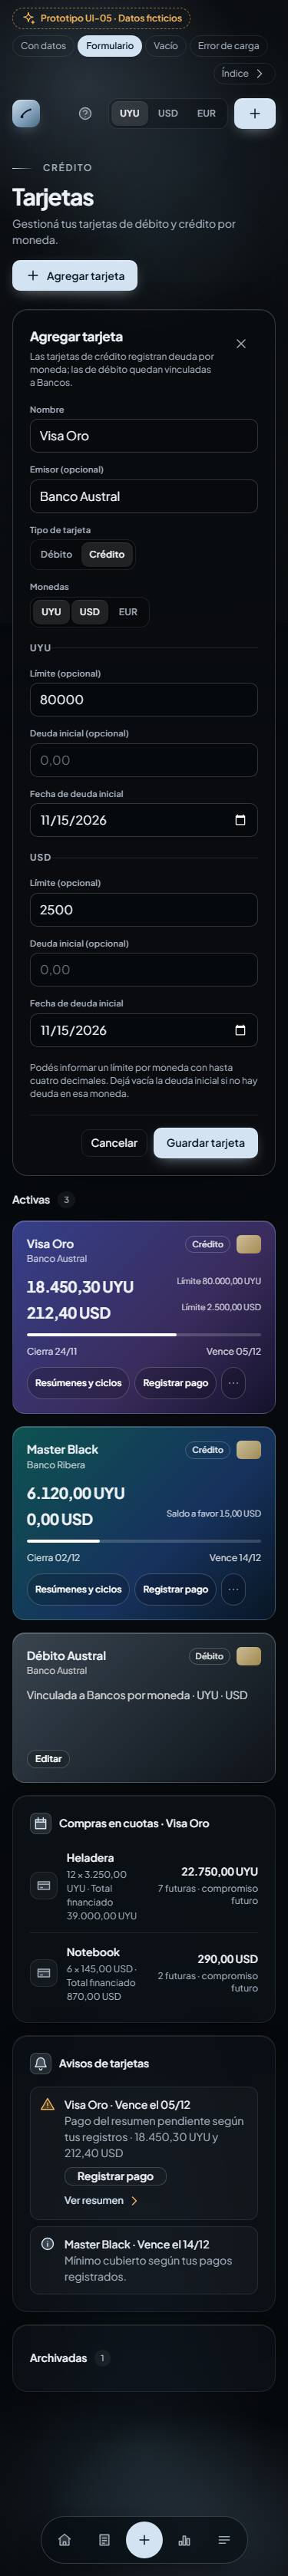 Prototipo UI-05 · Datos ficticios
Con datos
Formulario
Vacío
Error de carga
Índice
UYU
USD
EUR
CRÉDITO
Tarjetas
Gestioná tus tarjetas de débito y crédito por
moneda.
Agregar tarjeta
Agregar tarjeta
Las tarjetas de crédito registran deuda por
moneda; las de débito quedan vinculadas
a Bancos.
Nombre
Visa Oro
Emisor (opcional)
Banco Austral
Tipo de tarjeta
Débito
Crédito
Monedas
UYU
USD
EUR
UYU
Límite (opcional)
80000
Deuda inicial (opcional)
0,00
Fecha de deuda inicial
11/15/2026
USD
Límite (opcional)
2500
Deuda inicial (opcional)
0,00
Fecha de deuda inicial
11/15/2026
Podés informar un límite por moneda con hasta
cuatro decimales. Dejá vacía la deuda inicial si no hay
deuda en esa moneda.
Cancelar
Guardar tarjeta
Activas
3
Visa Oro
Crédito
Banco Austral
18.450,30 UYU
Límite 80.000,00 UYU
212,40 USD
Límite 2.500,00 USD
Cierra 24/11
Vence 05/12
Resúmenes y ciclos
Registrar pago
···
Master Black
Crédito
Banco Ribera
6.120,00 UYU
0,00 USD
Saldo a favor 15,00 USD
Cierra 02/12
Vence 14/12
Resúmenes y ciclos
Registrar pago
···
Débito Austral
Débito
Banco Austral
Vinculada a Bancos por moneda · UYU · USD
Editar
Compras en cuotas · Visa Oro
Heladera
12 × 3.250,00
UYU · Total
financiado
39.000,00 UYU
22.750,00 UYU
7 futuras · compromiso
futuro
Notebook
6 × 145,00 USD ·
Total financiado
870,00 USD
290,00 USD
2 futuras · compromiso
futuro
Avisos de tarjetas
Visa Oro · Vence el 05/12
Pago del resumen pendiente según
tus registros · 18.450,30 UYU y
212,40 USD
Registrar pago
Ver resumen
Master Black · Vence el 14/12
Mínimo cubierto según tus pagos
registrados.
Archivadas
1